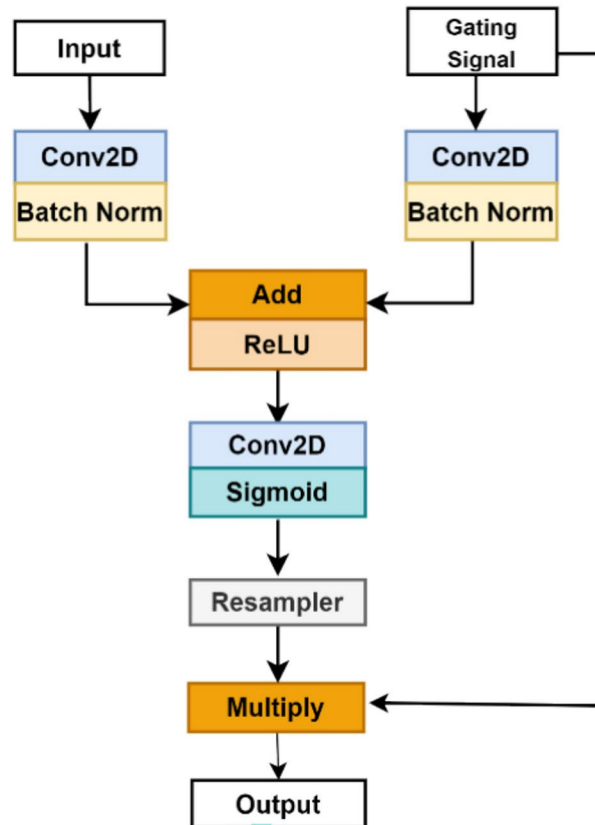 Input
Gating
Signal
Conv2D
Batch Norm
Conv2D
Batch Norm
Add
ReLU
Conv2D
Sigmoid
Resampler
Multiply
Output